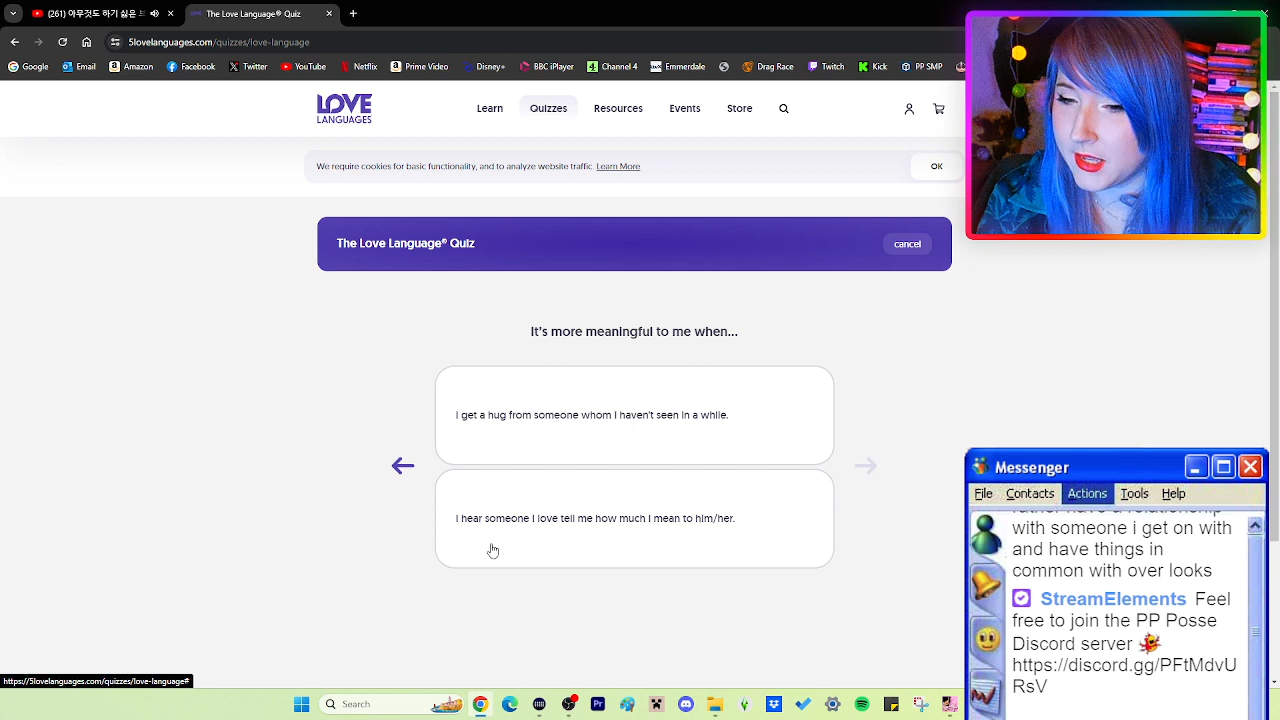 (261) 아무것도 하기 싫은 날
The Love Language® Quiz
5lovelanguages.com/quizzes/love-language
Google
Email
Amazon
Facebook
Twitter
YouTube
Netflix
Prime Video
Disney+
Channel 4
Emmerdale
Drag Race
Twitch
Kick
LOVE
LANGUAGES
Learn
Quizzes
Resources
Events
Store
We require cookies for basic functionality, and to analyze website traffic. Learn More
OK
The Love Language® Quiz
cancel
It's more meaningful to me when...
I get a hug from someone whom I haven't seen in a while.
I hear someone I love tell me how much I mean to him/her.
https://5lovelanguages.com/quizzes/love-language#
Search
Messenger
File Contacts Actions Tools Help
rather have a relationship
with someone i get on with
and have things in
common with over looks
StreamElements Feel
free to join the PP Posse
Discord server
https://discord.gg/PFtMdvU
RsV